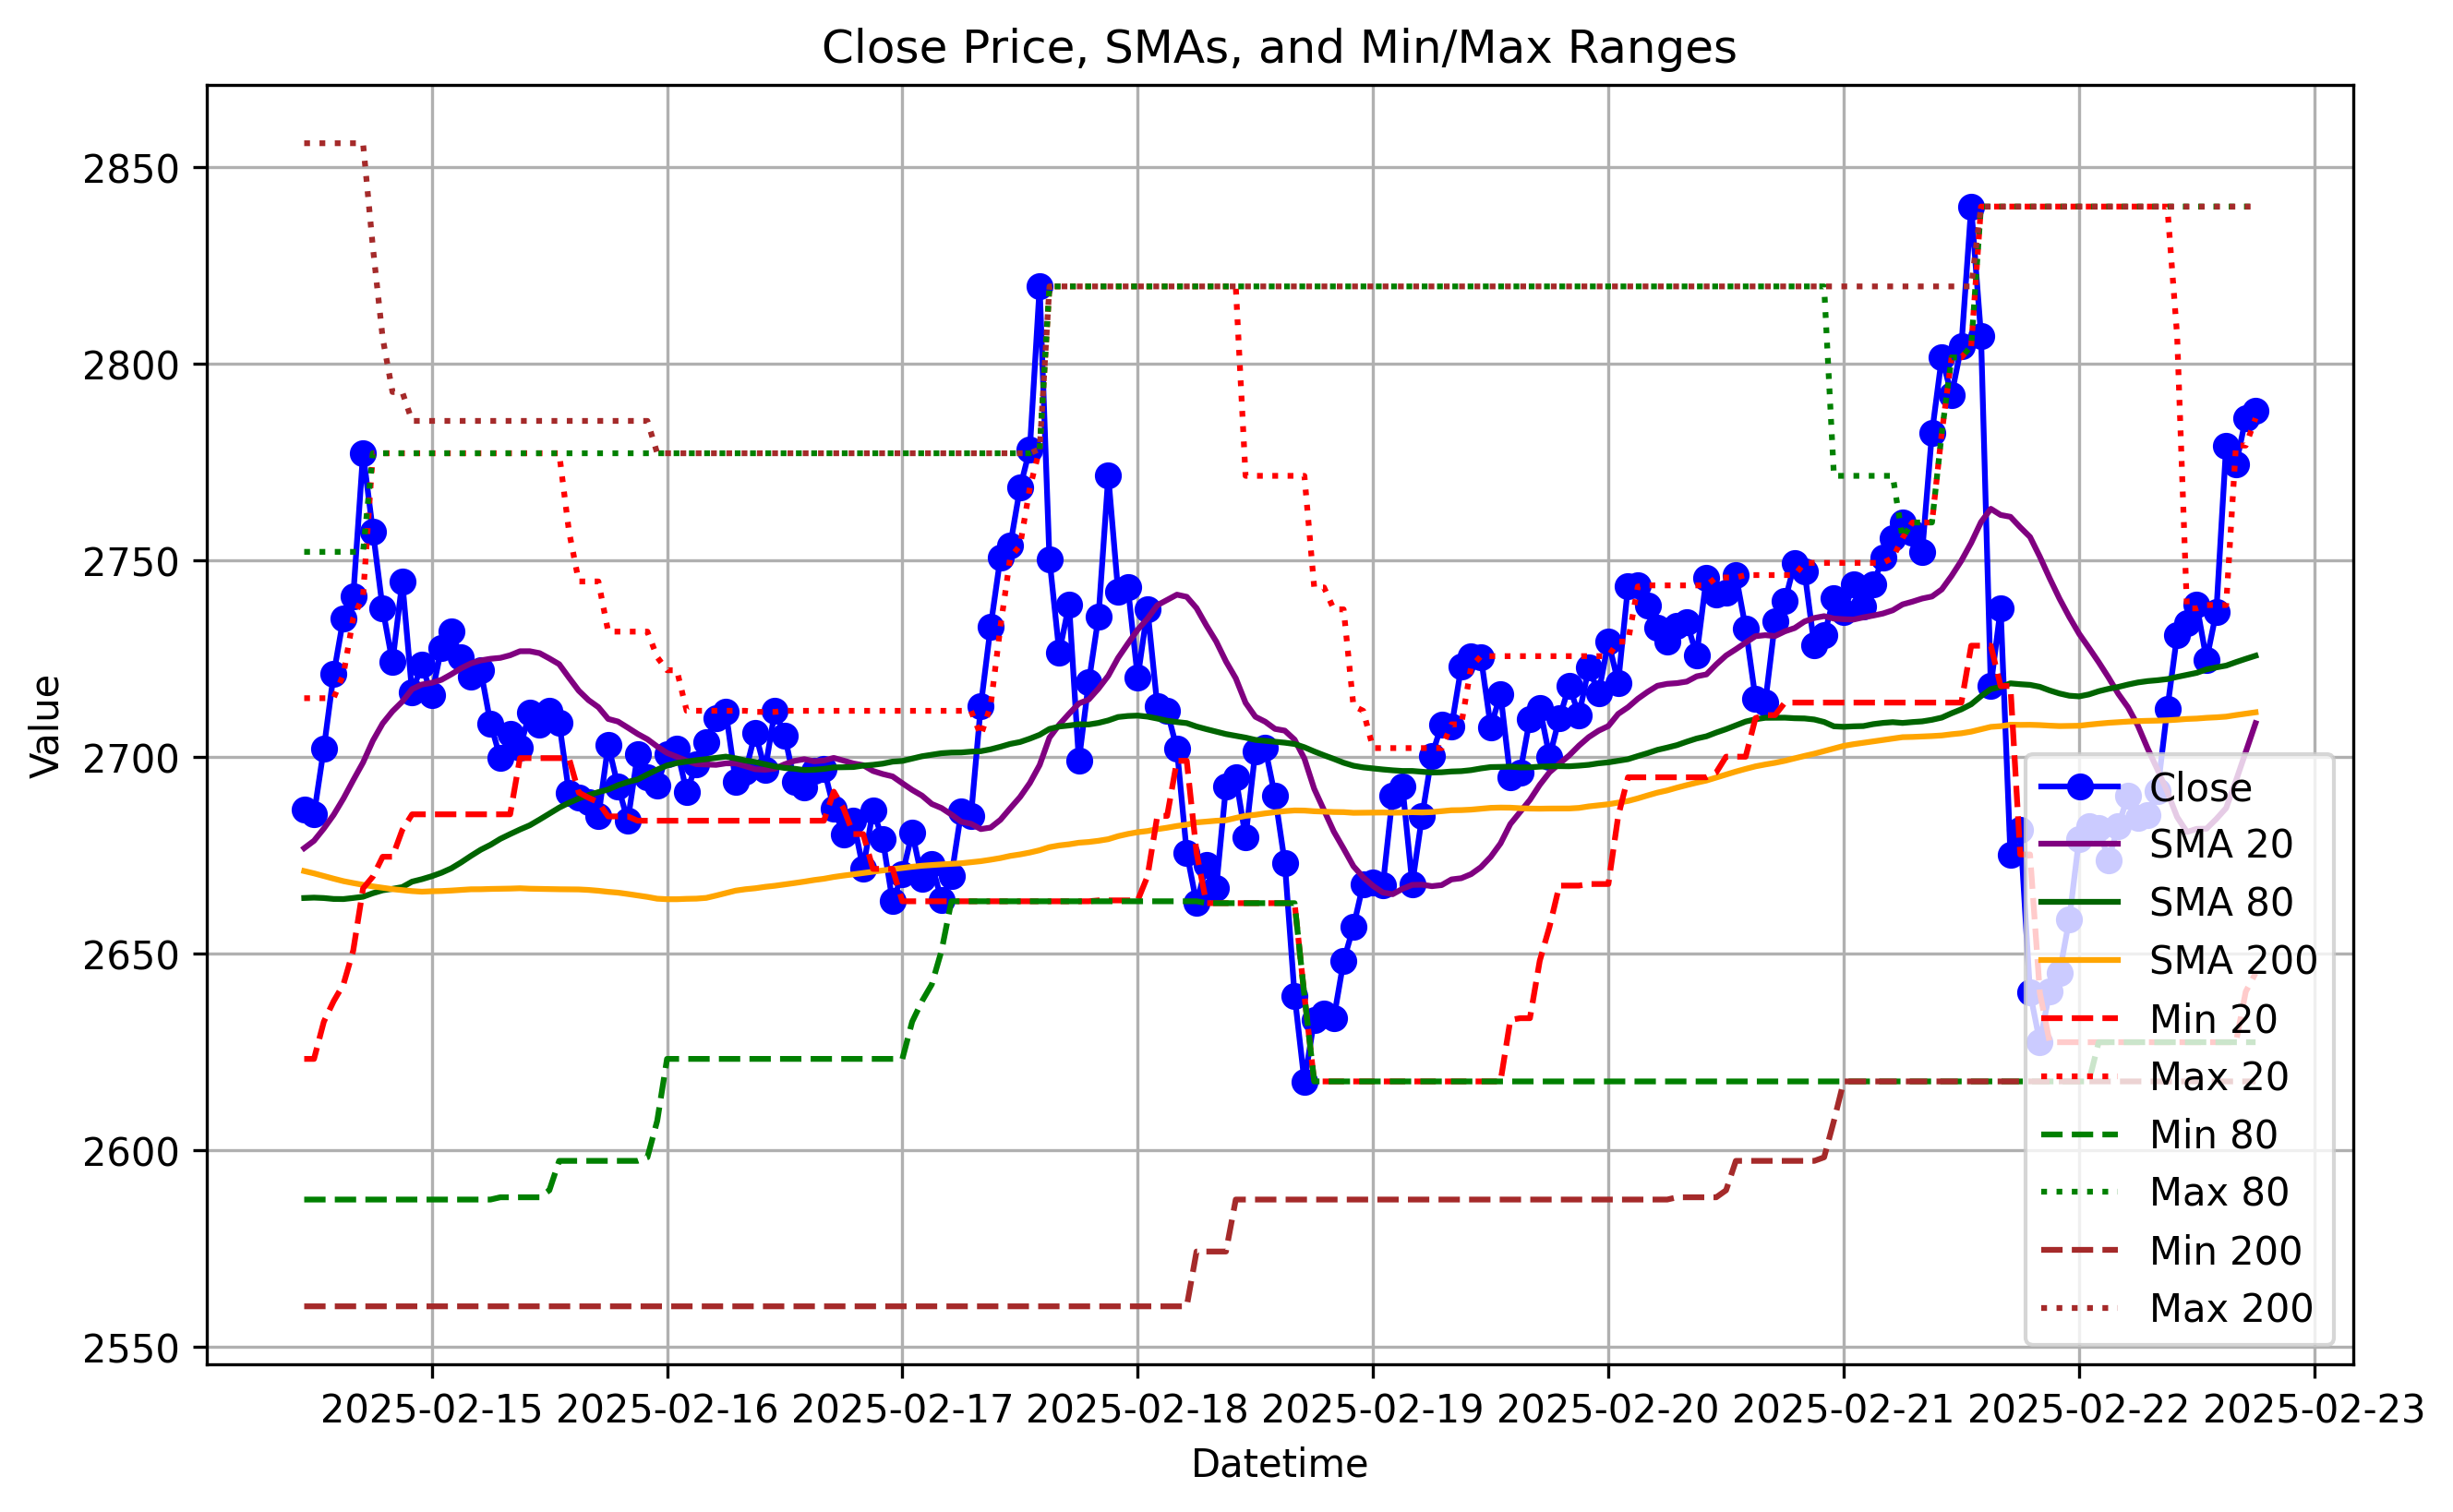 Close Price, SMAs, and Min/Max Ranges
Value
2850
2800
2750
2700
2650
2600
2550
Close
SMA 20
SMA 80
SMA 200
Min 20
Max 20
Min 80
Max 80
Min 200
Max 200
2025-02-15 2025-02-16 2025-02-17 2025-02-18 2025-02-19 2025-02-20 2025-02-21 2025-02-22 2025-02-23
Datetime